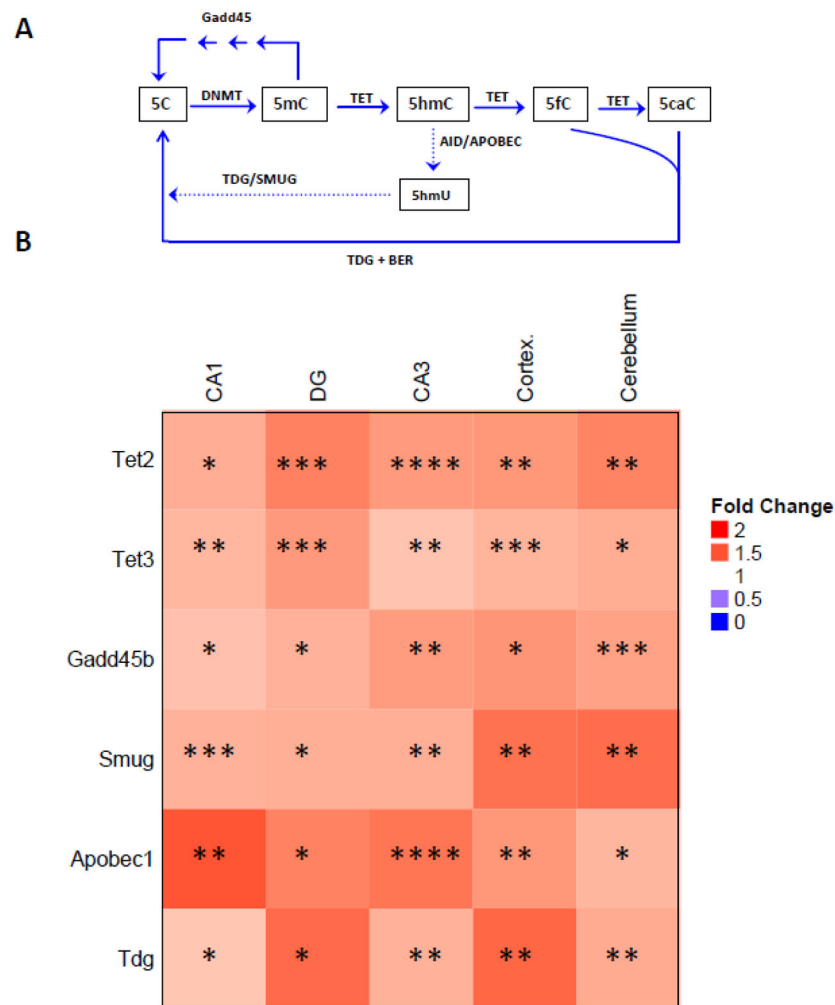 A
Gadd45
5C DNMT 5mC TET 5hmC TET 5fC TET 5caC
AID/APOBEC
TDG/SMUG 5hmU
B
TDG + BER
CA1 DG CA3 Cortex. Cerebellum
Tet2 * *** **** ** **
Tet3 ** *** ** *** *
Gadd45b * * ** * ***
Smug *** * ** ** **
Apobec1 ** * **** ** *
Tdg * * ** ** **
Fold Change
2
1.5
1
0.5
0